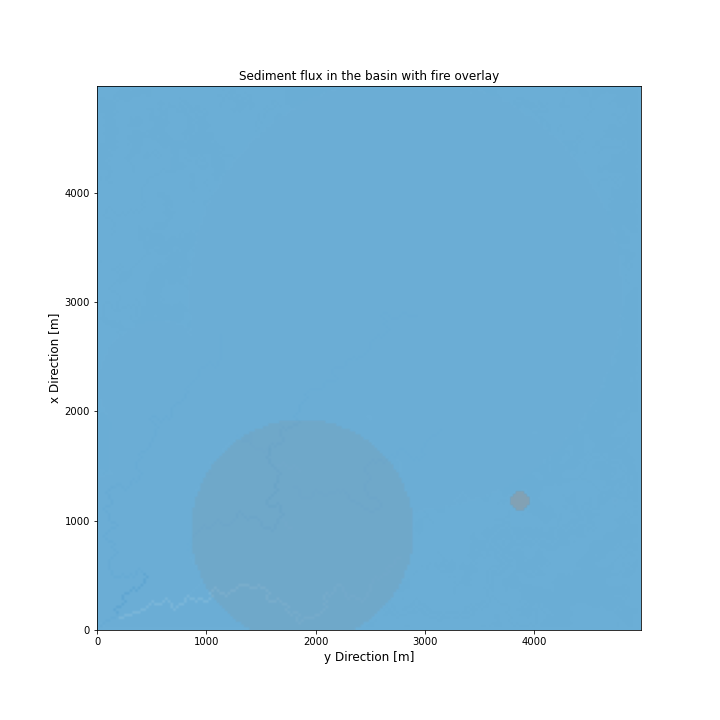 Sediment flux in the basin with fire overlay
4000
3000
2000
1000
0
x Direction [m]
0 1000 2000 3000 4000
y Direction [m]